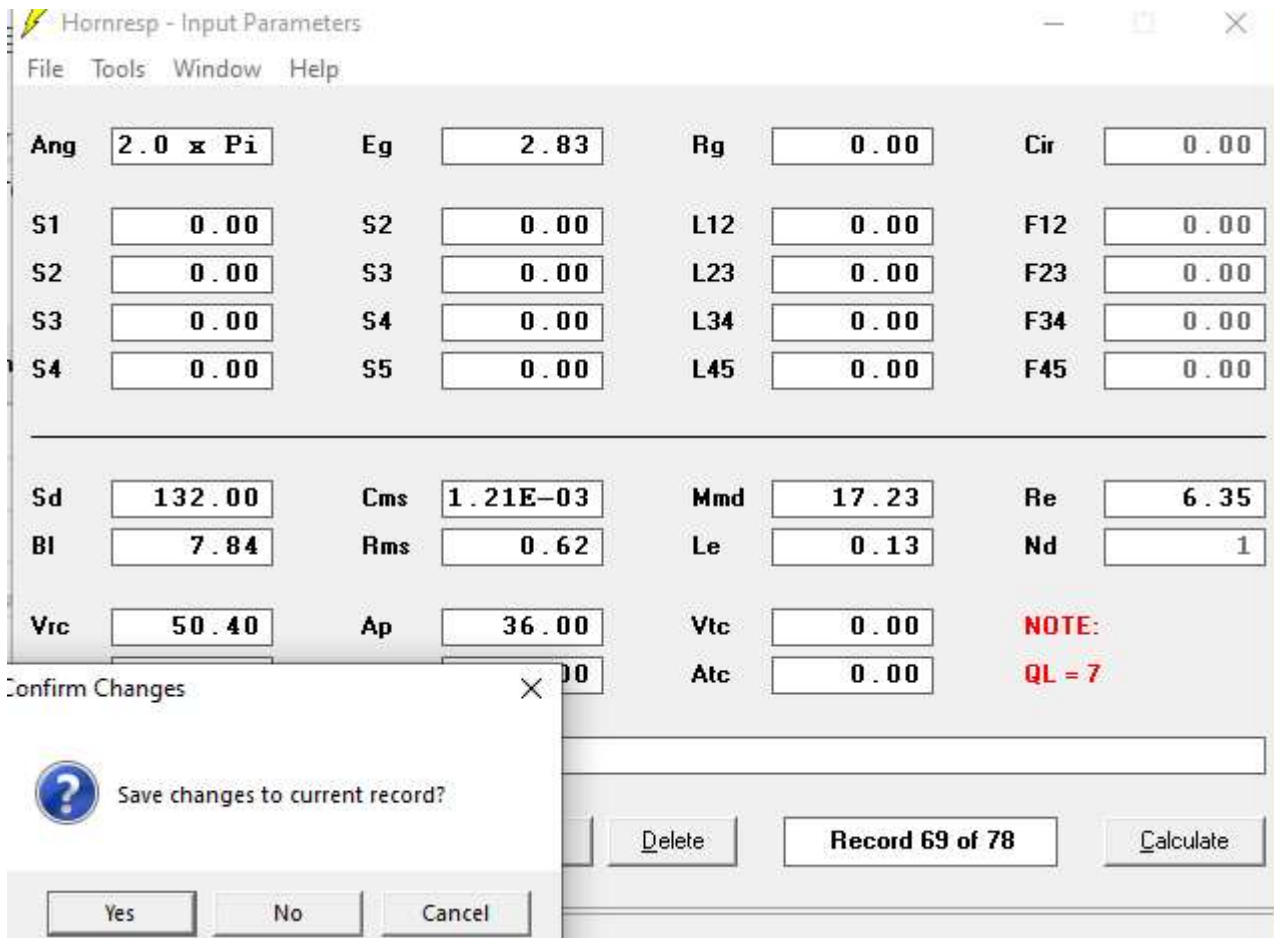 Hornresp - Input Parameters
File Tools Window Help
Ang 2.0 x Pi Eg 2.83 Rg 0.00 Cir 0.00
S1 0.00 S2 0.00 L12 0.00 F12 0.00
S2 0.00 S3 0.00 L23 0.00 F23 0.00
S3 0.00 S4 0.00 L34 0.00 F34 0.00
S4 0.00 S5 0.00 L45 0.00 F45 0.00
Sd 132.00 Cms 1.21E-03 Mmd 17.23 Re 6.35
Bl 7.84 Rms 0.62 Le 0.13 Nd 1
Vrc 50.40 Ap 36.00 Vtc 0.00 NOTE:
Atc 0.00 QL = 7
Confirm Changes
Save changes to current record?
Delete Record 69 of 78 Calculate
Yes No Cancel